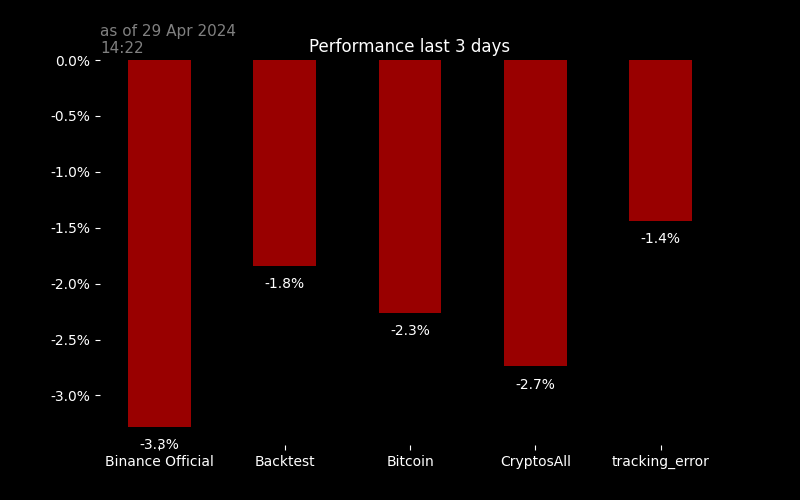 as of 29 Apr 2024
14:22
Performance last 3 days
0.0%
-0.5%
-1.0%
-1.5%
-2.0%
-2.5%
-3.0%
-3.3%
-1.8%
-2.3%
-2.7%
-1.4%
Binance Official
Backtest
Bitcoin
CryptosAll
tracking_error